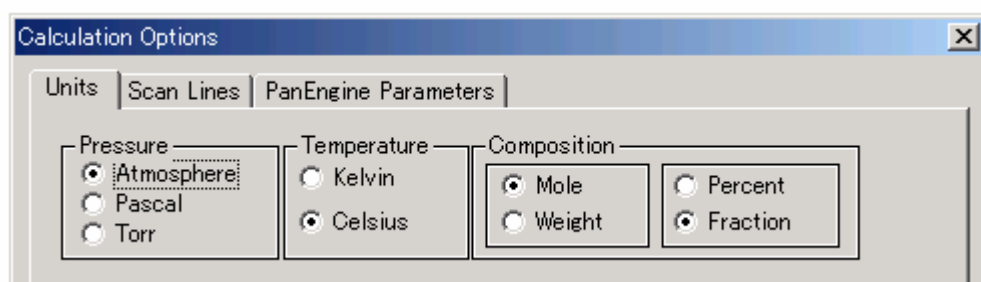 Calculation Options
Units Scan Lines PanEngine Parameters
Pressure Temperature Composition
Atmosphere Kelvin Mole Percent
Pascal
Celsius Weight Fraction
Torr